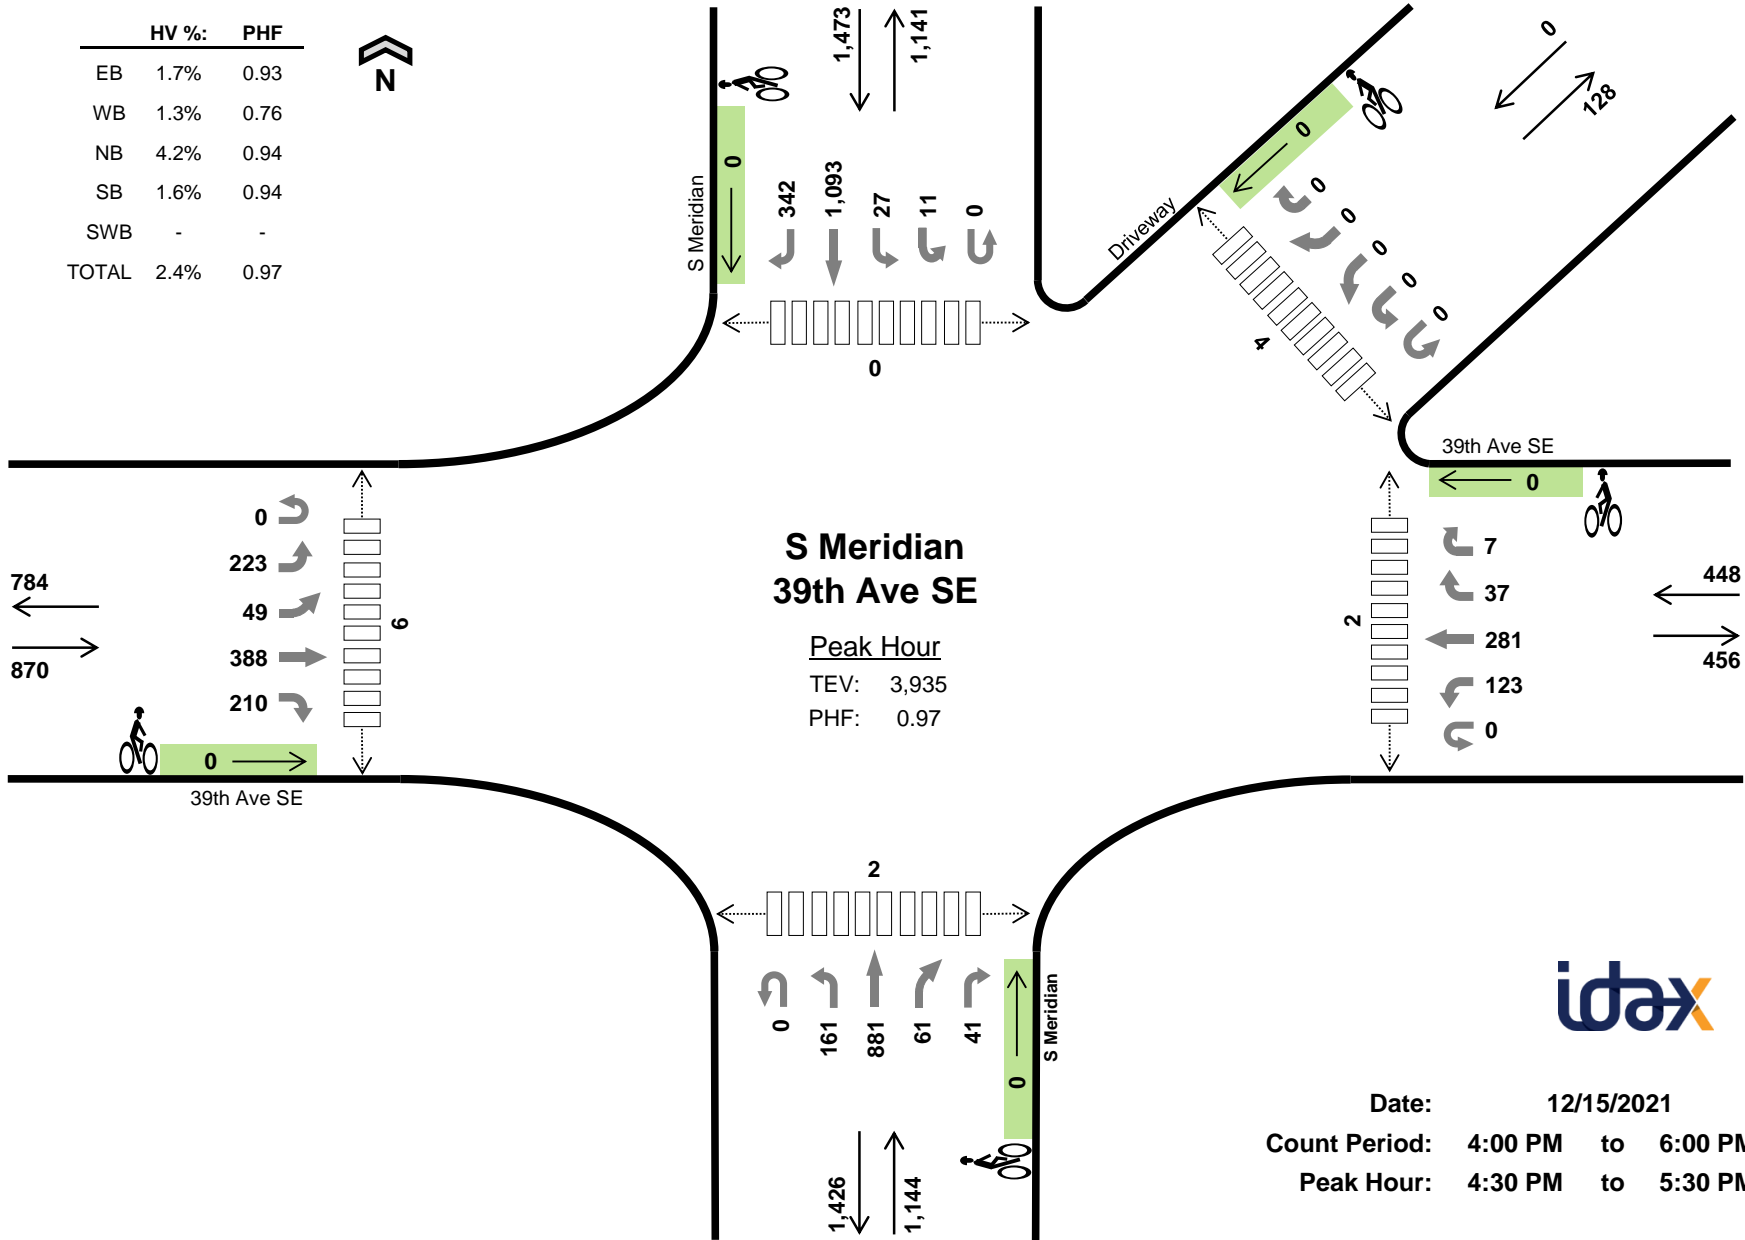 HV %: PHF
EB 1.7% 0.93
WB 1.3% 0.76
NB 4.2% 0.94
SB 1.6% 0.94
SWB - -
TOTAL 2.4% 0.97
N
1,473
1,141
0
128
S Meridian
0
342
1,093
27
11
0
0
Driveway
0
0
0
0
0
0
4
39th Ave SE
0
7
37
281
123
0
2
448
456
784
870
0
223
49
388
210
6
0
39th Ave SE
S Meridian
39th Ave SE
Peak Hour
TEV: 3,935
PHF: 0.97
2
0
161
881
61
41
0
S Meridian
1,426
1,144
idax
Date: 12/15/2021
Count Period: 4:00 PM to 6:00 PM
Peak Hour: 4:30 PM to 5:30 PM